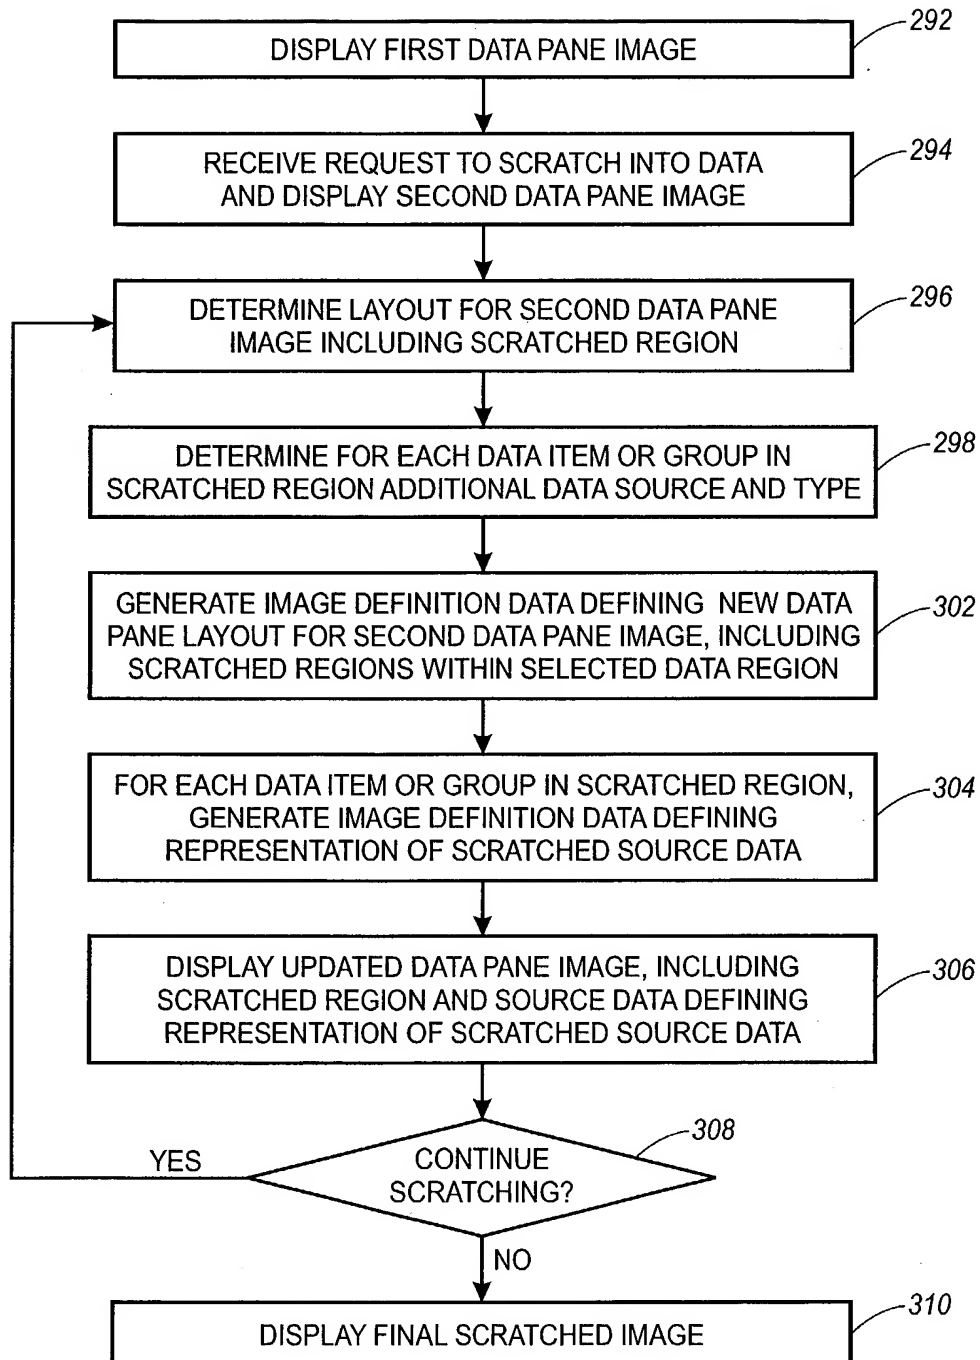 292
DISPLAY FIRST DATA PANE IMAGE
294
RECEIVE REQUEST TO SCRATCH INTO DATA
AND DISPLAY SECOND DATA PANE IMAGE
296
DETERMINE LAYOUT FOR SECOND DATA PANE
IMAGE INCLUDING SCRATCHED REGION
298
DETERMINE FOR EACH DATA ITEM OR GROUP IN
SCRATCHED REGION ADDITIONAL DATA SOURCE AND TYPE
302
GENERATE IMAGE DEFINITION DATA DEFINING NEW DATA
PANE LAYOUT FOR SECOND DATA PANE IMAGE, INCLUDING
SCRATCHED REGIONS WITHIN SELECTED DATA REGION
304
FOR EACH DATA ITEM OR GROUP IN SCRATCHED REGION,
GENERATE IMAGE DEFINITION DATA DEFINING
REPRESENTATION OF SCRATCHED SOURCE DATA
306
DISPLAY UPDATED DATA PANE IMAGE, INCLUDING
SCRATCHED REGION AND SOURCE DATA DEFINING
REPRESENTATION OF SCRATCHED SOURCE DATA
308
YES
CONTINUE
SCRATCHING?
NO
310
DISPLAY FINAL SCRATCHED IMAGE